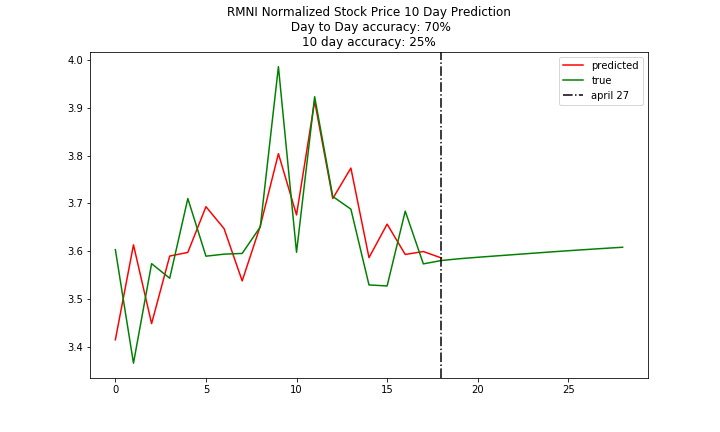 RMNI Normalized Stock Price 10 Day Prediction
Day to Day accuracy: 70%
10 day accuracy: 25%
predicted
true
april 27
4.0
3.9
3.8
3.7
3.6
3.5
3.4
0 5 10 15 20 25